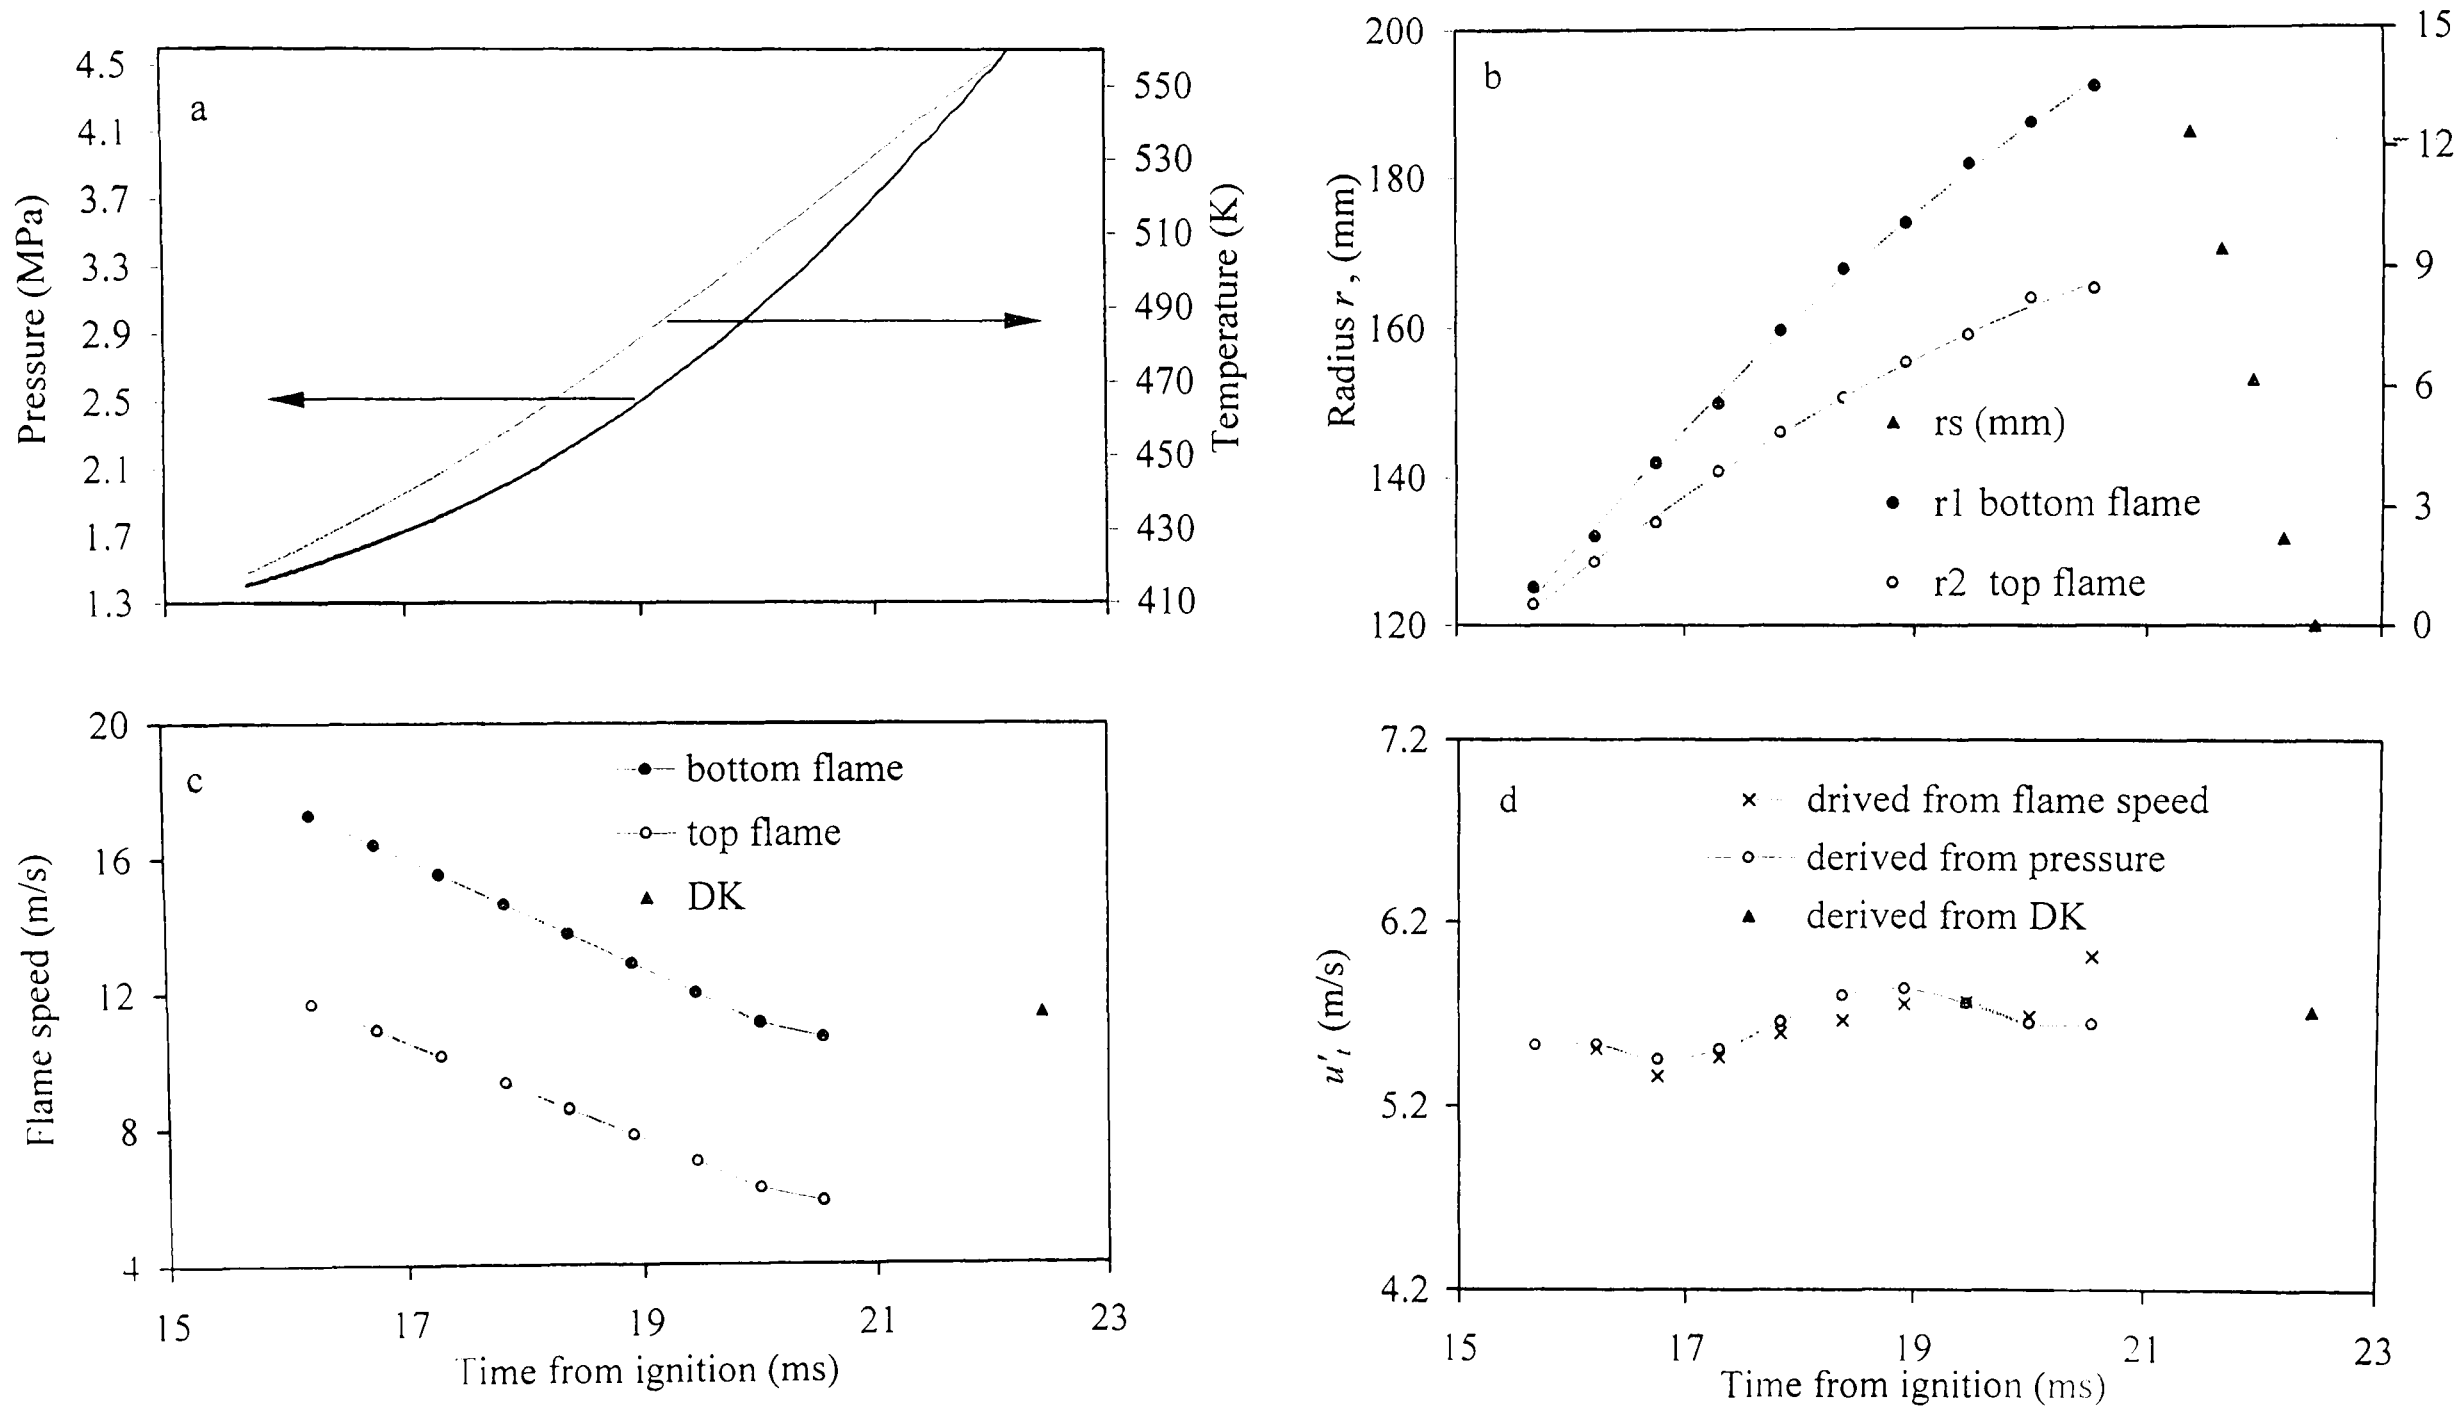 a
4.5
4.1
3.7
3.3
2.9
2.5
2.1
1.7
1.3
Pressure (MPa)
550
530
510
490
470
450
430
410
Temperature (K)
b
200
180
160
140
120
Radius r , (mm)
15
12
9
6
3
0
rs (mm)
r1 bottom flame
r2 top flame
c
20
16
12
8
4
Flame speed (m/s)
bottom flame
top flame
DK
15
17
19
21
23
Time from ignition (ms)
d
7.2
6.2
5.2
4.2
u't (m/s)
drived from flame speed
derived from pressure
derived from DK
15
17
19
21
23
Time from ignition (ms)